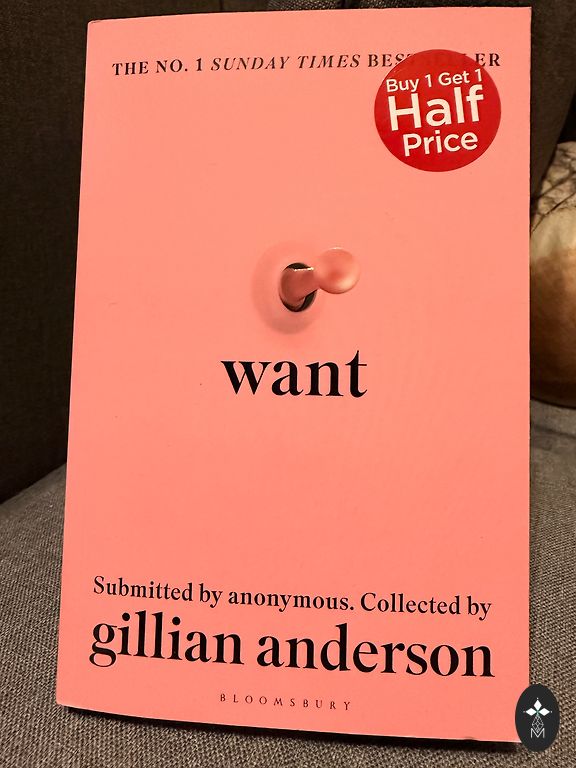 THE NO. 1 SUNDAY TIMES BESTSELLER
Buy 1 Get 1
Half
Price
want
Submitted by anonymous. Collected by
gillian anderson
BLOOMSBURY